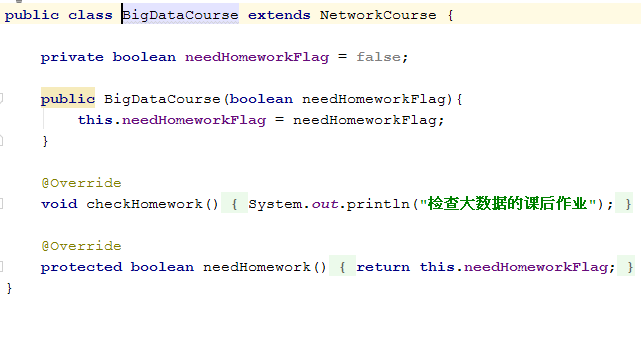 public class BigDataCourse extends NetworkCourse {
private boolean needHomeworkFlag = false;
public BigDataCourse(boolean needHomeworkFlag){
this.needHomeworkFlag = needHomeworkFlag;
}
@Override
void checkHomework() { System.out.println("检查大数据的课后作业"); }
@Override
protected boolean needHomework() { return this.needHomeworkFlag; }
}